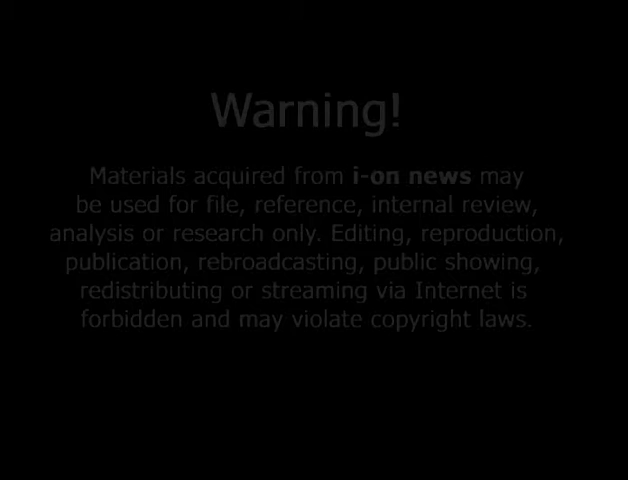 Warning!
Materials acquired from i-on news may
be used for file, reference, internal review,
analysis or research only. Editing, reproduction,
publication, rebroadcasting, public showing,
redistributing or streaming via Internet is
forbidden and may violate copyright laws.